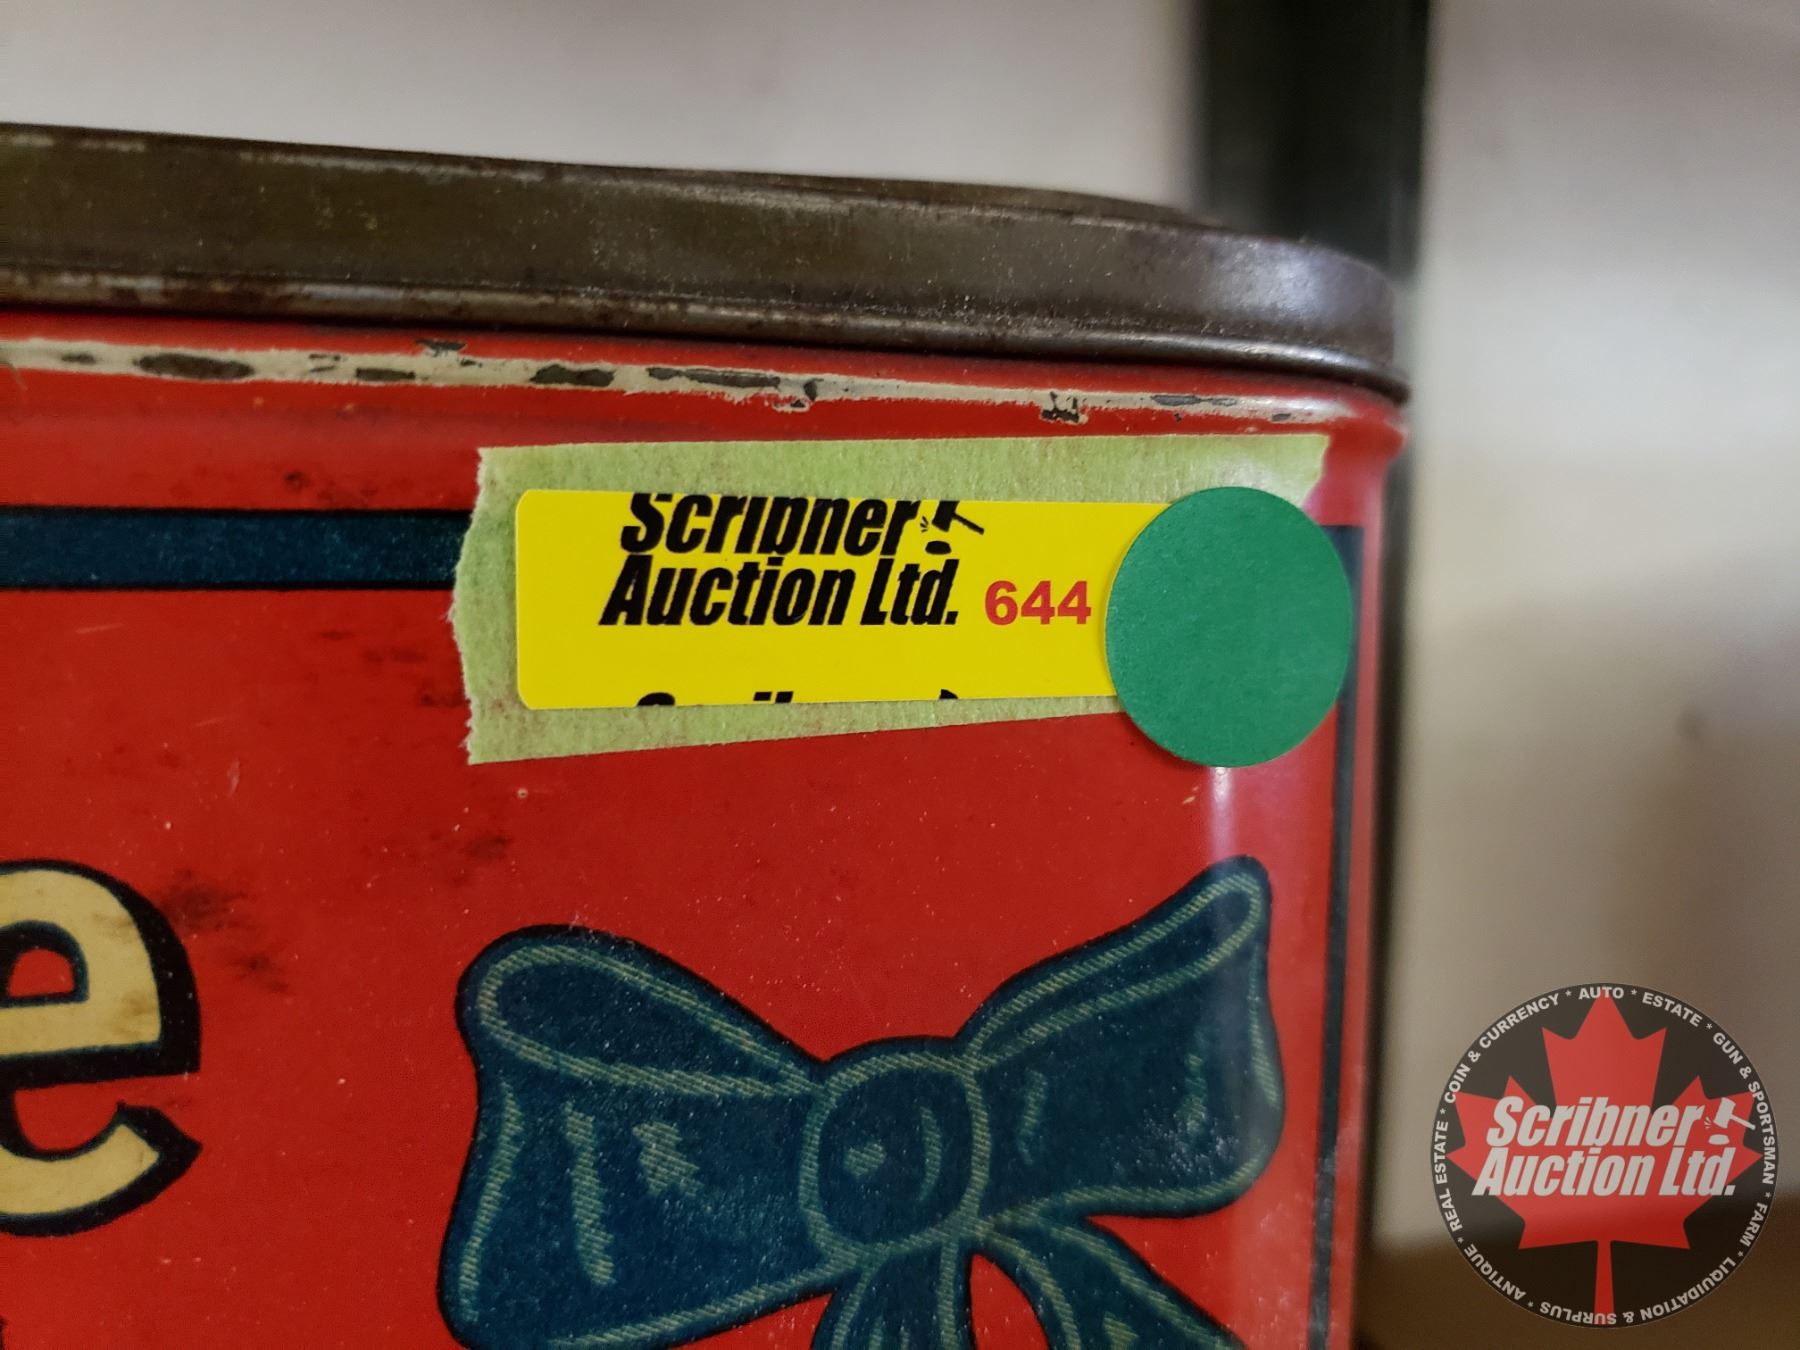 Scribner
Auction Ltd. 644
e
COIN & CURRENCY * AUTO * ESTATE * GUN & SPORTSMAN * FARM * LIQUIDATION & SURPLUS * ANTIQUE * REAL ESTATE *
Scribner
Auction Ltd.